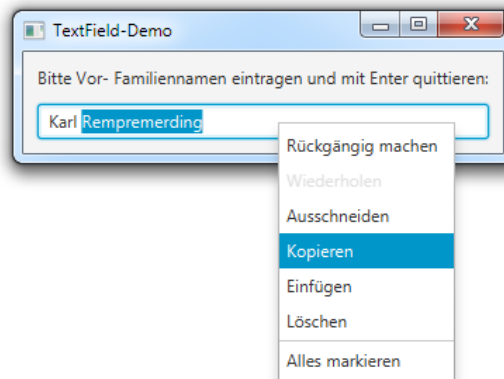 TextField-Demo
Bitte Vor- Familiennamen eintragen und mit Enter quittieren:
Karl Rempremerding
Rückgängig machen
Wiederholen
Ausschneiden
Kopieren
Einfügen
Löschen
Alles markieren